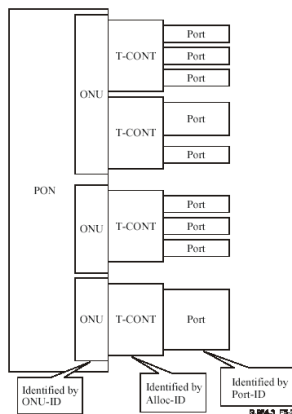 Port
T-CONT
Port
Port
ONU
Port
T-CONT
Port
PON
Port
ONU
T-CONT
Port
Port
ONU
T-CONT
Port
Identified by
ONU-ID
Identified by
Alloc-ID
Identified by
Port-ID